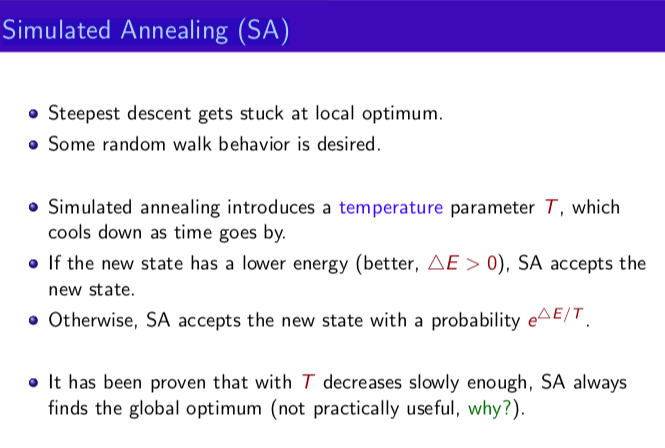 Simulated Annealing (SA)
Steepest descent gets stuck at local optimum.
Some random walk behavior is desired.
Simulated annealing introduces a temperature parameter T, which
cools down as time goes by.
If the new state has a lower energy (better, △E > 0), SA accepts the
new state.
Otherwise, SA accepts the new state with a probability e^△E/T.
It has been proven that with T decreases slowly enough, SA always
finds the global optimum (not practically useful, why?).